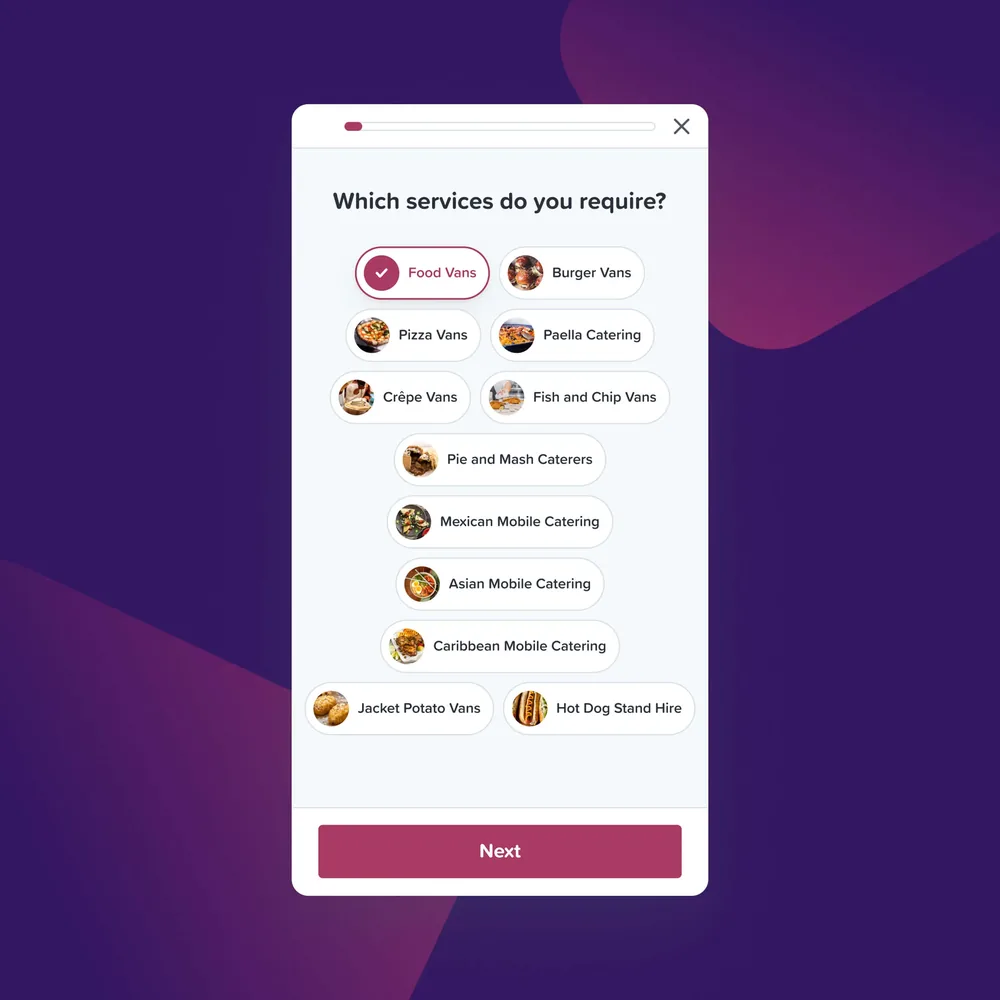 Which services do you require?
Food Vans
Burger Vans
Pizza Vans
Paella Catering
Crêpe Vans
Fish and Chip Vans
Pie and Mash Caterers
Mexican Mobile Catering
Asian Mobile Catering
Caribbean Mobile Catering
Jacket Potato Vans
Hot Dog Stand Hire
Next